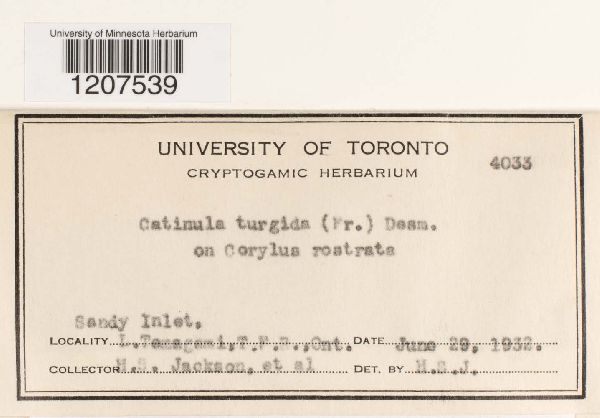 University of Minnesota Herbarium
1207539
UNIVERSITY OF TORONTO
CRYPTOGAMIC HERBARIUM
4033
Catinula turgida (Fr.) Desm.
on Corylus rostrata
Sandy Inlet,
LOCALITY L.Temagami,T.F.R.,Ont. DATE June 29, 1932.
COLLECTOR H.S. Jackson, et al DET. BY H.S.J.